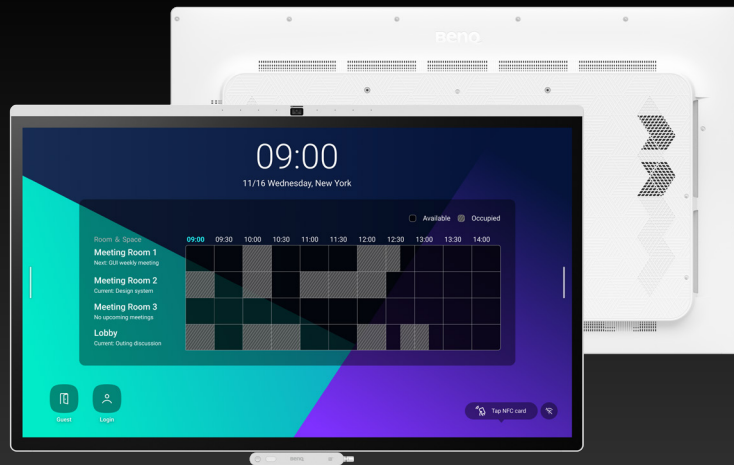 BenQ
09:00
11/16 Wednesday, New York
Available Occupied
Room & Space 09:00 09:30 10:00 10:30 11:00 11:30 12:00 12:30 13:00 13:30 14:00
Meeting Room 1
Next: GUI weekly meeting
Meeting Room 2
Current: Design system
Meeting Room 3
No upcoming meetings
Lobby
Current: Outing discussion
Guest Login
Tap NFC card
BenQ